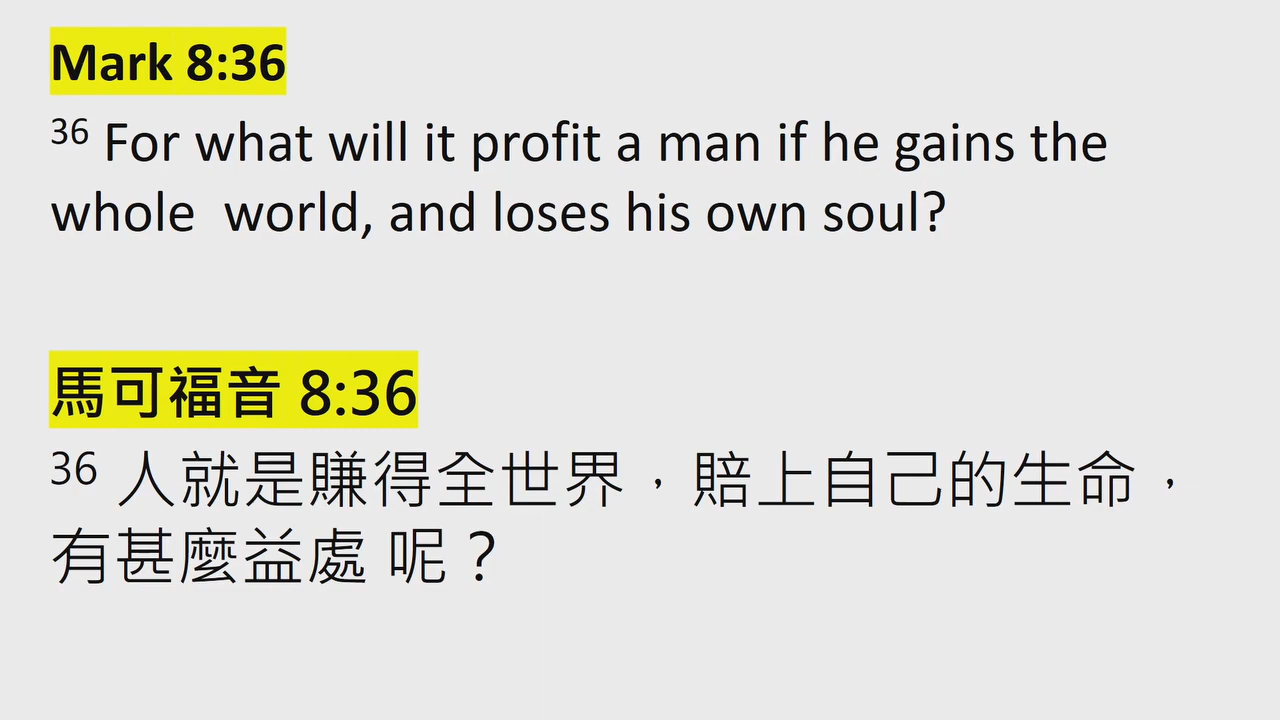 Mark 8:36
36 For what will it profit a man if he gains the
whole  world, and loses his own soul?
馬可福音 8:36
36 人就是賺得全世界，賠上自己的生命，
有甚麼益處 呢？